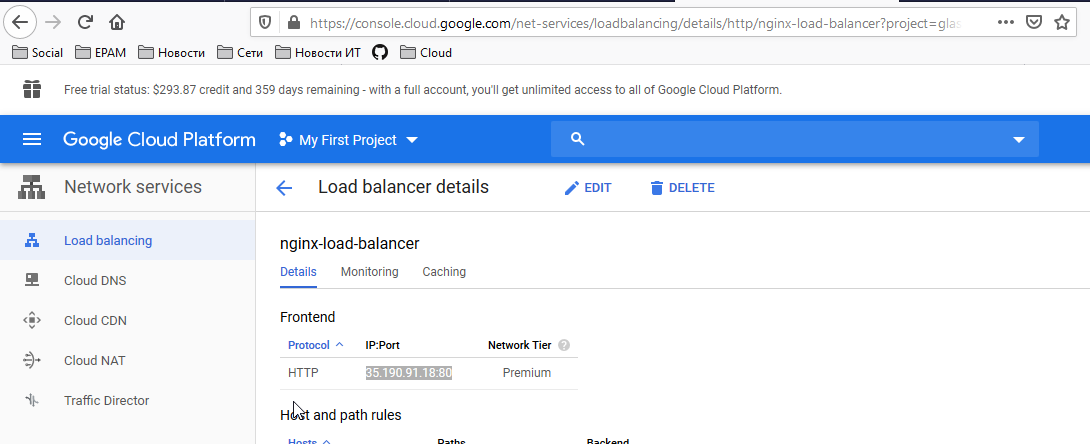 https://console.cloud.google.com/net-services/loadbalancing/details/http/nginx-load-balancer?project=glas
Social EPAM Новости Сети Новости ИТ Cloud
Free trial status: $293.87 credit and 359 days remaining - with a full account, you'll get unlimited access to all of Google Cloud Platform.
Google Cloud Platform My First Project
Network services
Load balancer details EDIT DELETE
Load balancing
Cloud DNS
Cloud CDN
Cloud NAT
Traffic Director
nginx-load-balancer
Details Monitoring Caching
Frontend
Protocol IP:Port Network Tier ?
HTTP 35.190.91.18:80 Premium
Host and path rules
Hosts Paths Backend